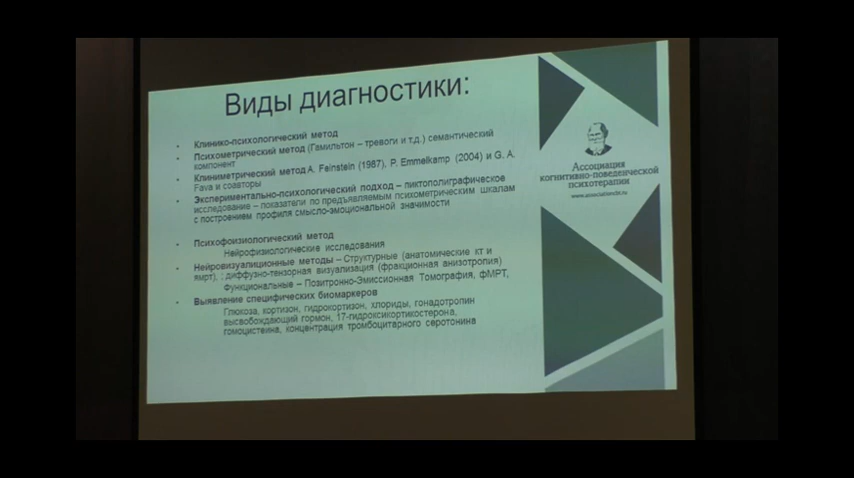 Виды диагностики:
• Клинико-психологический метод
• Психометрический метод (Гамильтон – тревоги и т.д.) семантический
компонент
• Клиниметрический метод A. Feinstein (1987), P. Emmelkamp (2004) и G. A.
Fava и соавторы
• Экспериментально-психологический подход – пиктополиграфическое
исследование – показатели по предъявляемым психометрическим шкалам
с построением профиля смысло-эмоциональной значимости
• Психофизиологический метод
Нейрофизиологические исследования
• Нейровизуалиционные методы – Структурные (анатомические кт и
ямрт), ; диффузно-тензорная визуализация (фракционная анизотропия)
Функциональные – Позитронно-Эмиссионная Томография, фМРТ,
• Выявление специфических биомаркеров
Глюкоза, кортизон, гидрокортизон, хлориды, гонадотропин
высвобождающий гормон, 17-гидроксикортикостерона,
гомоцистеина, концентрация тромбоцитарного серотонина
Ассоциация
когнитивно-поведенческой
психотерапии
www.associationcbt.ru